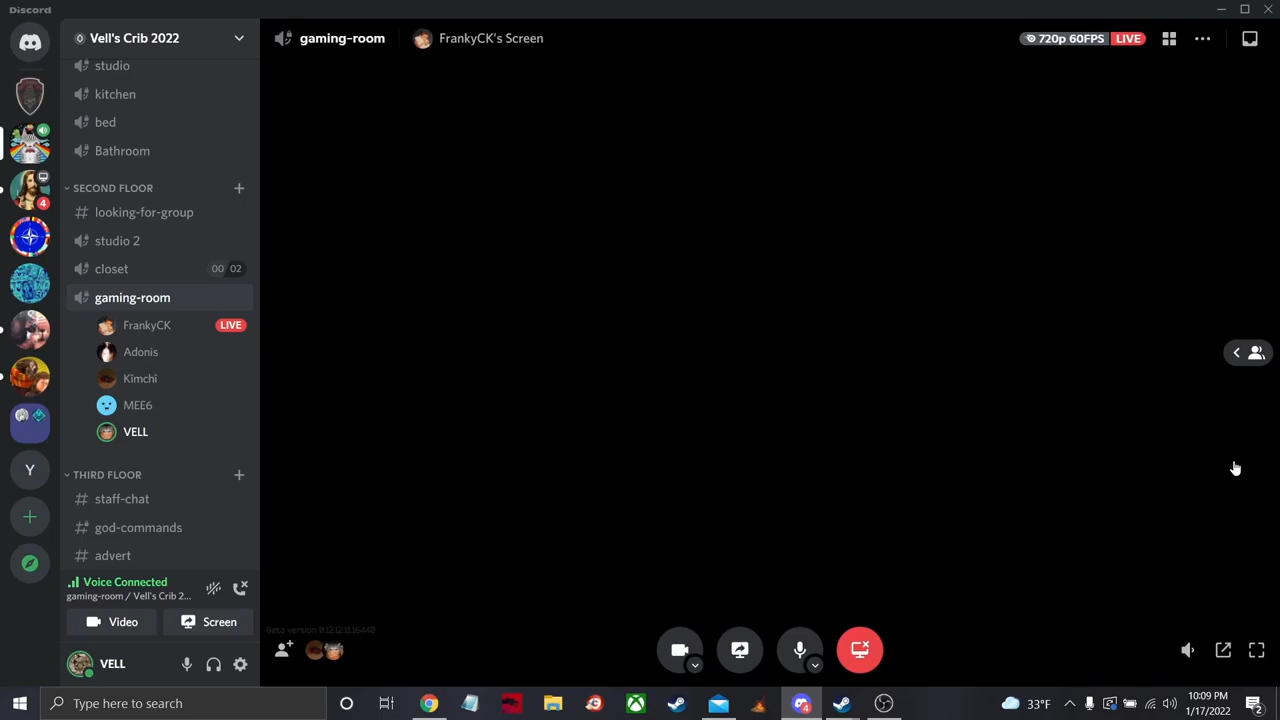 Discord
Vell's Crib 2022
gaming-room
FrankyCK's Screen
720p 60FPS
LIVE
studio
kitchen
bed
Bathroom
SECOND FLOOR
looking-for-group
4
studio 2
closet
00 02
gaming-room
FrankyCK
LIVE
Adonis
Kimchi
MEE6
VELL
Y
THIRD FLOOR
staff-chat
god-commands
advert
Voice Connected
gaming-room / Vell's Crib 2...
Video
Screen
VELL
Type here to search
4
33°F
10:09 PM
1/17/2022
2